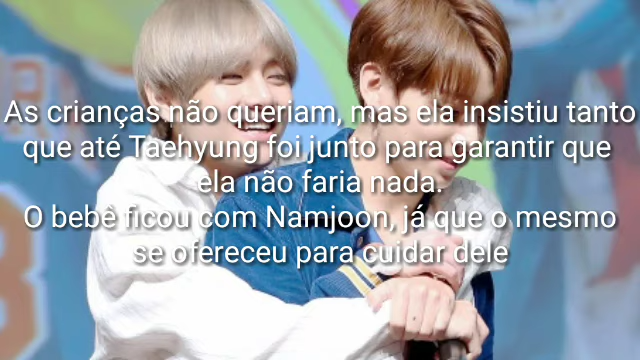 As crianças não queriam, mas ela insistiu tanto
que até Taehyung foi junto para garantir que
ela não faria nada.
O bebê ficou com Namjoon, já que o mesmo
se ofereceu para cuidar dele